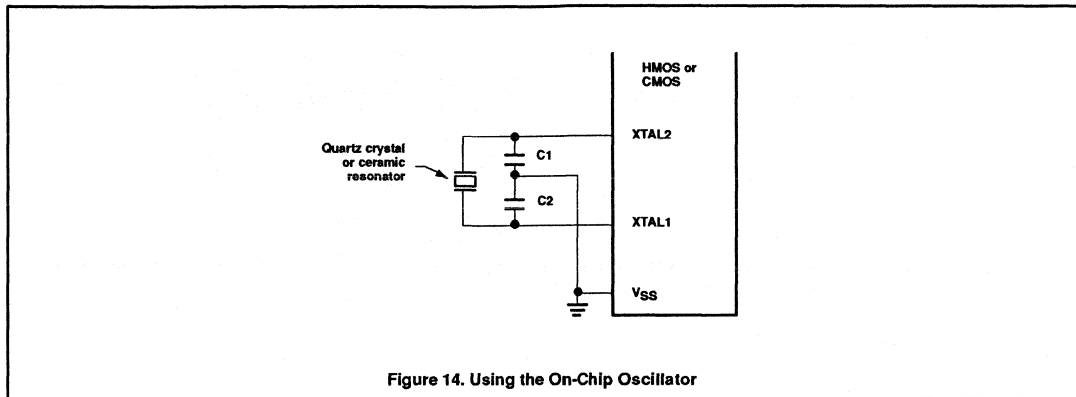 HMOS or
CMOS
XTAL2
Quartz crystal
or ceramic
resonator
C1
C2
XTAL1
VSS
Figure 14. Using the On-Chip Oscillator